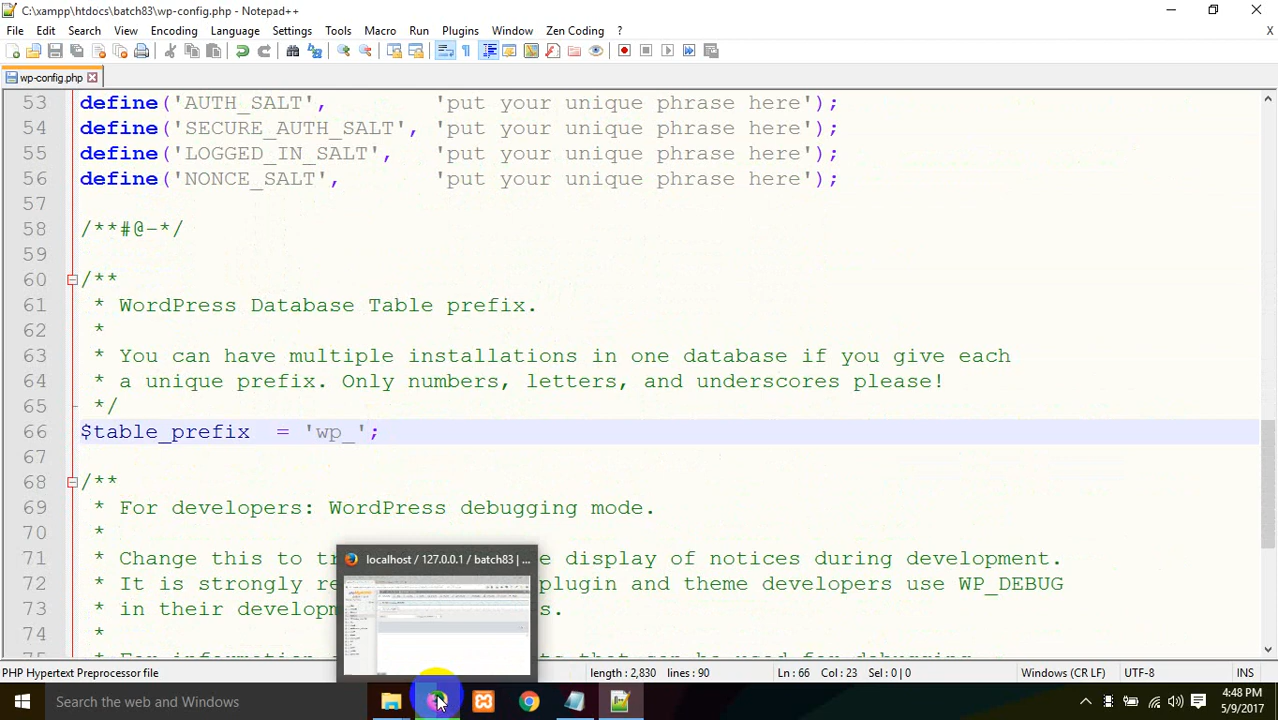 C:\xampp\htdocs\batch83\wp-config.php - Notepad++
File Edit Search View Encoding Language Settings Tools Macro Run Plugins Window Zen Coding ? X
wp-config.php
53 define('AUTH_SALT', 'put your unique phrase here');
54 define('SECURE_AUTH_SALT', 'put your unique phrase here');
55 define('LOGGED_IN_SALT', 'put your unique phrase here');
56 define('NONCE_SALT', 'put your unique phrase here');
57
58 /**#@-*/
59
60 /**
61 * WordPress Database Table prefix.
62 *
63 * You can have multiple installations in one database if you give each
64 * a unique prefix. Only numbers, letters, and underscores please!
65 */
66 $table_prefix = 'wp_';
67
68 /**
69 * For developers: WordPress debugging mode.
70 *
71 * Change this to display of notices during development.
72 * It is strongly plugin and theme developers use WP_DEBUG
73 * in their
74 *
localhost / 127.0.0.1 / batch83 | ...
PHP Hypertext Preprocessor file length : 2,830 lines : 90 Ln : 66 Col : 23 Sel : 0 | 0 Windows (CR LF) UTF-8 INS
Search the web and Windows
4:48 PM
5/9/2017